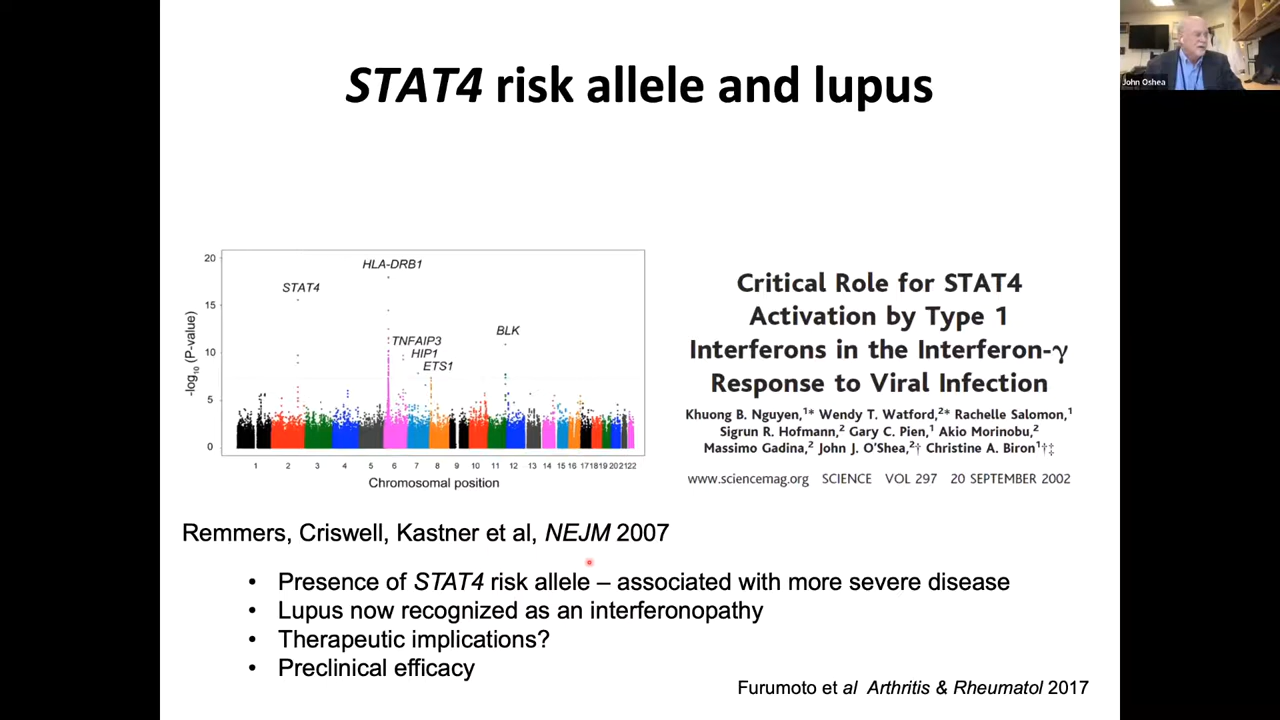 STAT4 risk allele and lupus
John Oshea
20
15
10
5
0
-log10 (P-value)
STAT4
HLA-DRB1
TNFAIP3
HIP1
ETS1
BLK
1 2 3 4 5 6 7 8 9 10 11 12 13 14 15 16 17 18 19 20 21 22
Chromosomal position
Critical Role for STAT4
Activation by Type 1
Interferons in the Interferon-γ
Response to Viral Infection
Khuong B. Nguyen,1* Wendy T. Watford,2* Rachelle Salomon,1
Sigrun R. Hofmann,2 Gary C. Pien,1 Akio Morinobu,2
Massimo Gadina,2 John J. O'Shea,2† Christine A. Biron1†‡
www.sciencemag.org SCIENCE VOL 297 20 SEPTEMBER 2002
Remmers, Criswell, Kastner et al, NEJM 2007
• Presence of STAT4 risk allele – associated with more severe disease
• Lupus now recognized as an interferonopathy
• Therapeutic implications?
• Preclinical efficacy
Furumoto et al Arthritis & Rheumatol 2017